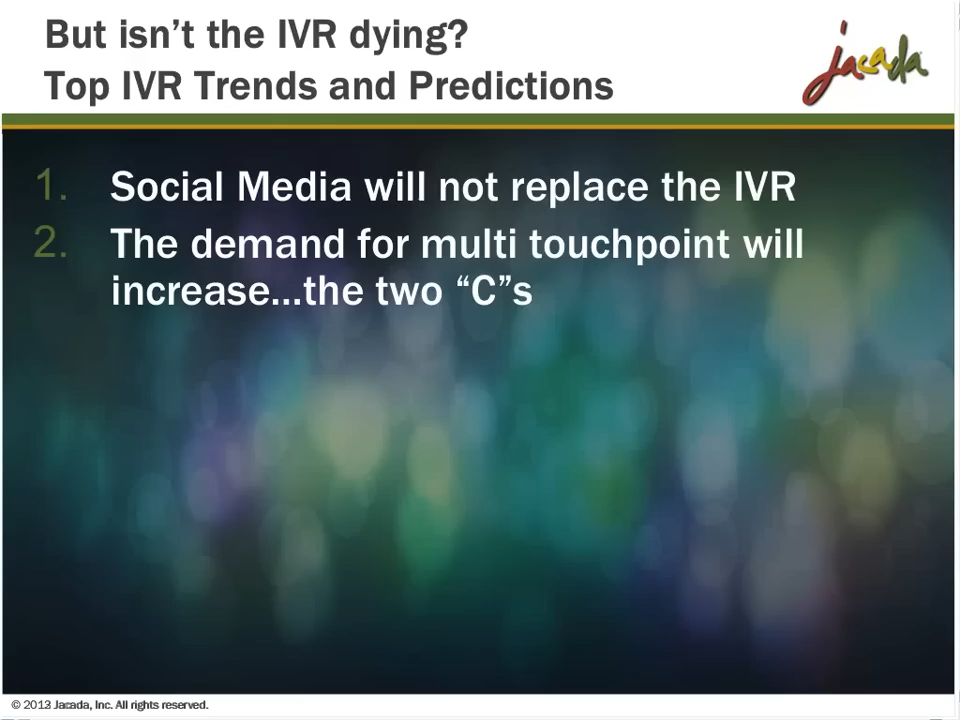 But isn’t the IVR dying?
Top IVR Trends and Predictions
jacada
1. Social Media will not replace the IVR
2. The demand for multi touchpoint will
increase...the two “C”s
© 2013 Jacada, Inc. All rights reserved.